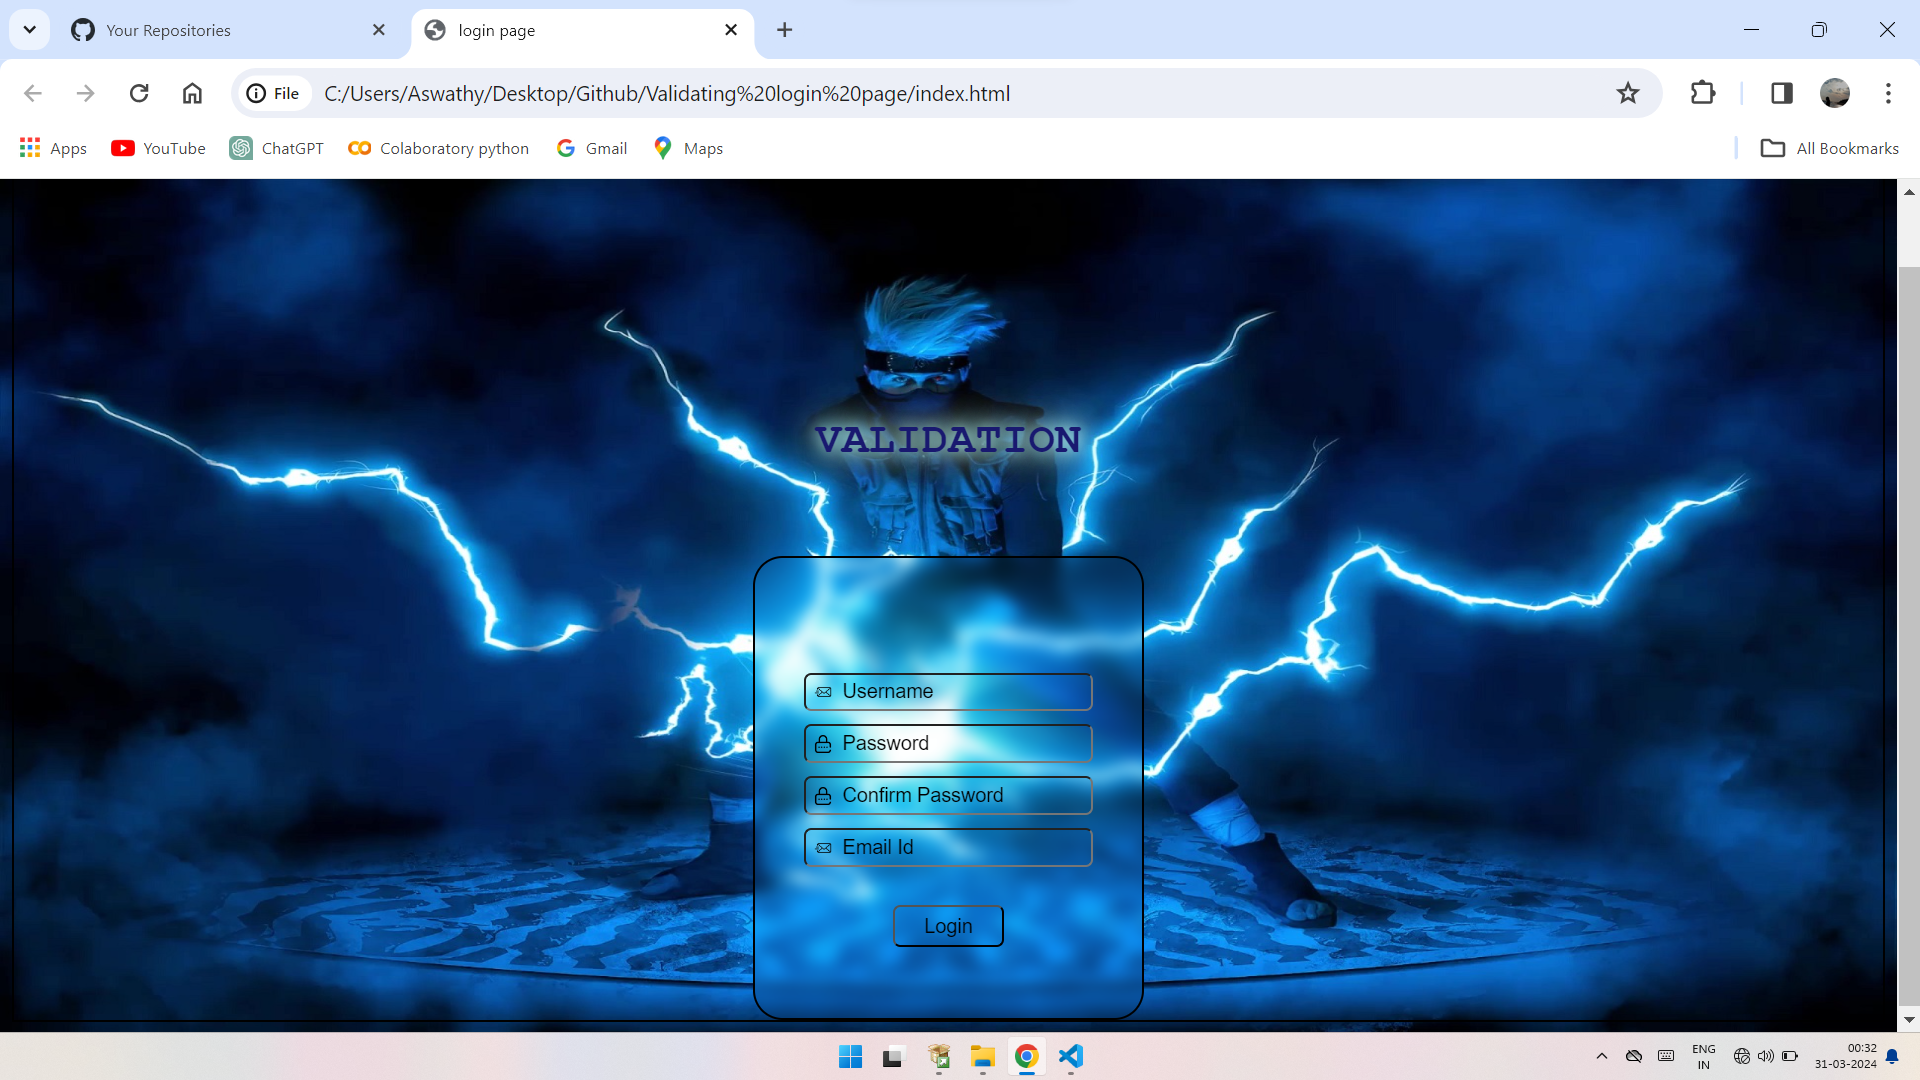 Your Repositories
login page
File
C:/Users/Aswathy/Desktop/Github/Validating%20login%20page/index.html
Apps
YouTube
ChatGPT
Colaboratory python
Gmail
Maps
All Bookmarks
VALIDATION
Username
Password
Confirm Password
Email Id
Login
ENG
IN
00:32
31-03-2024